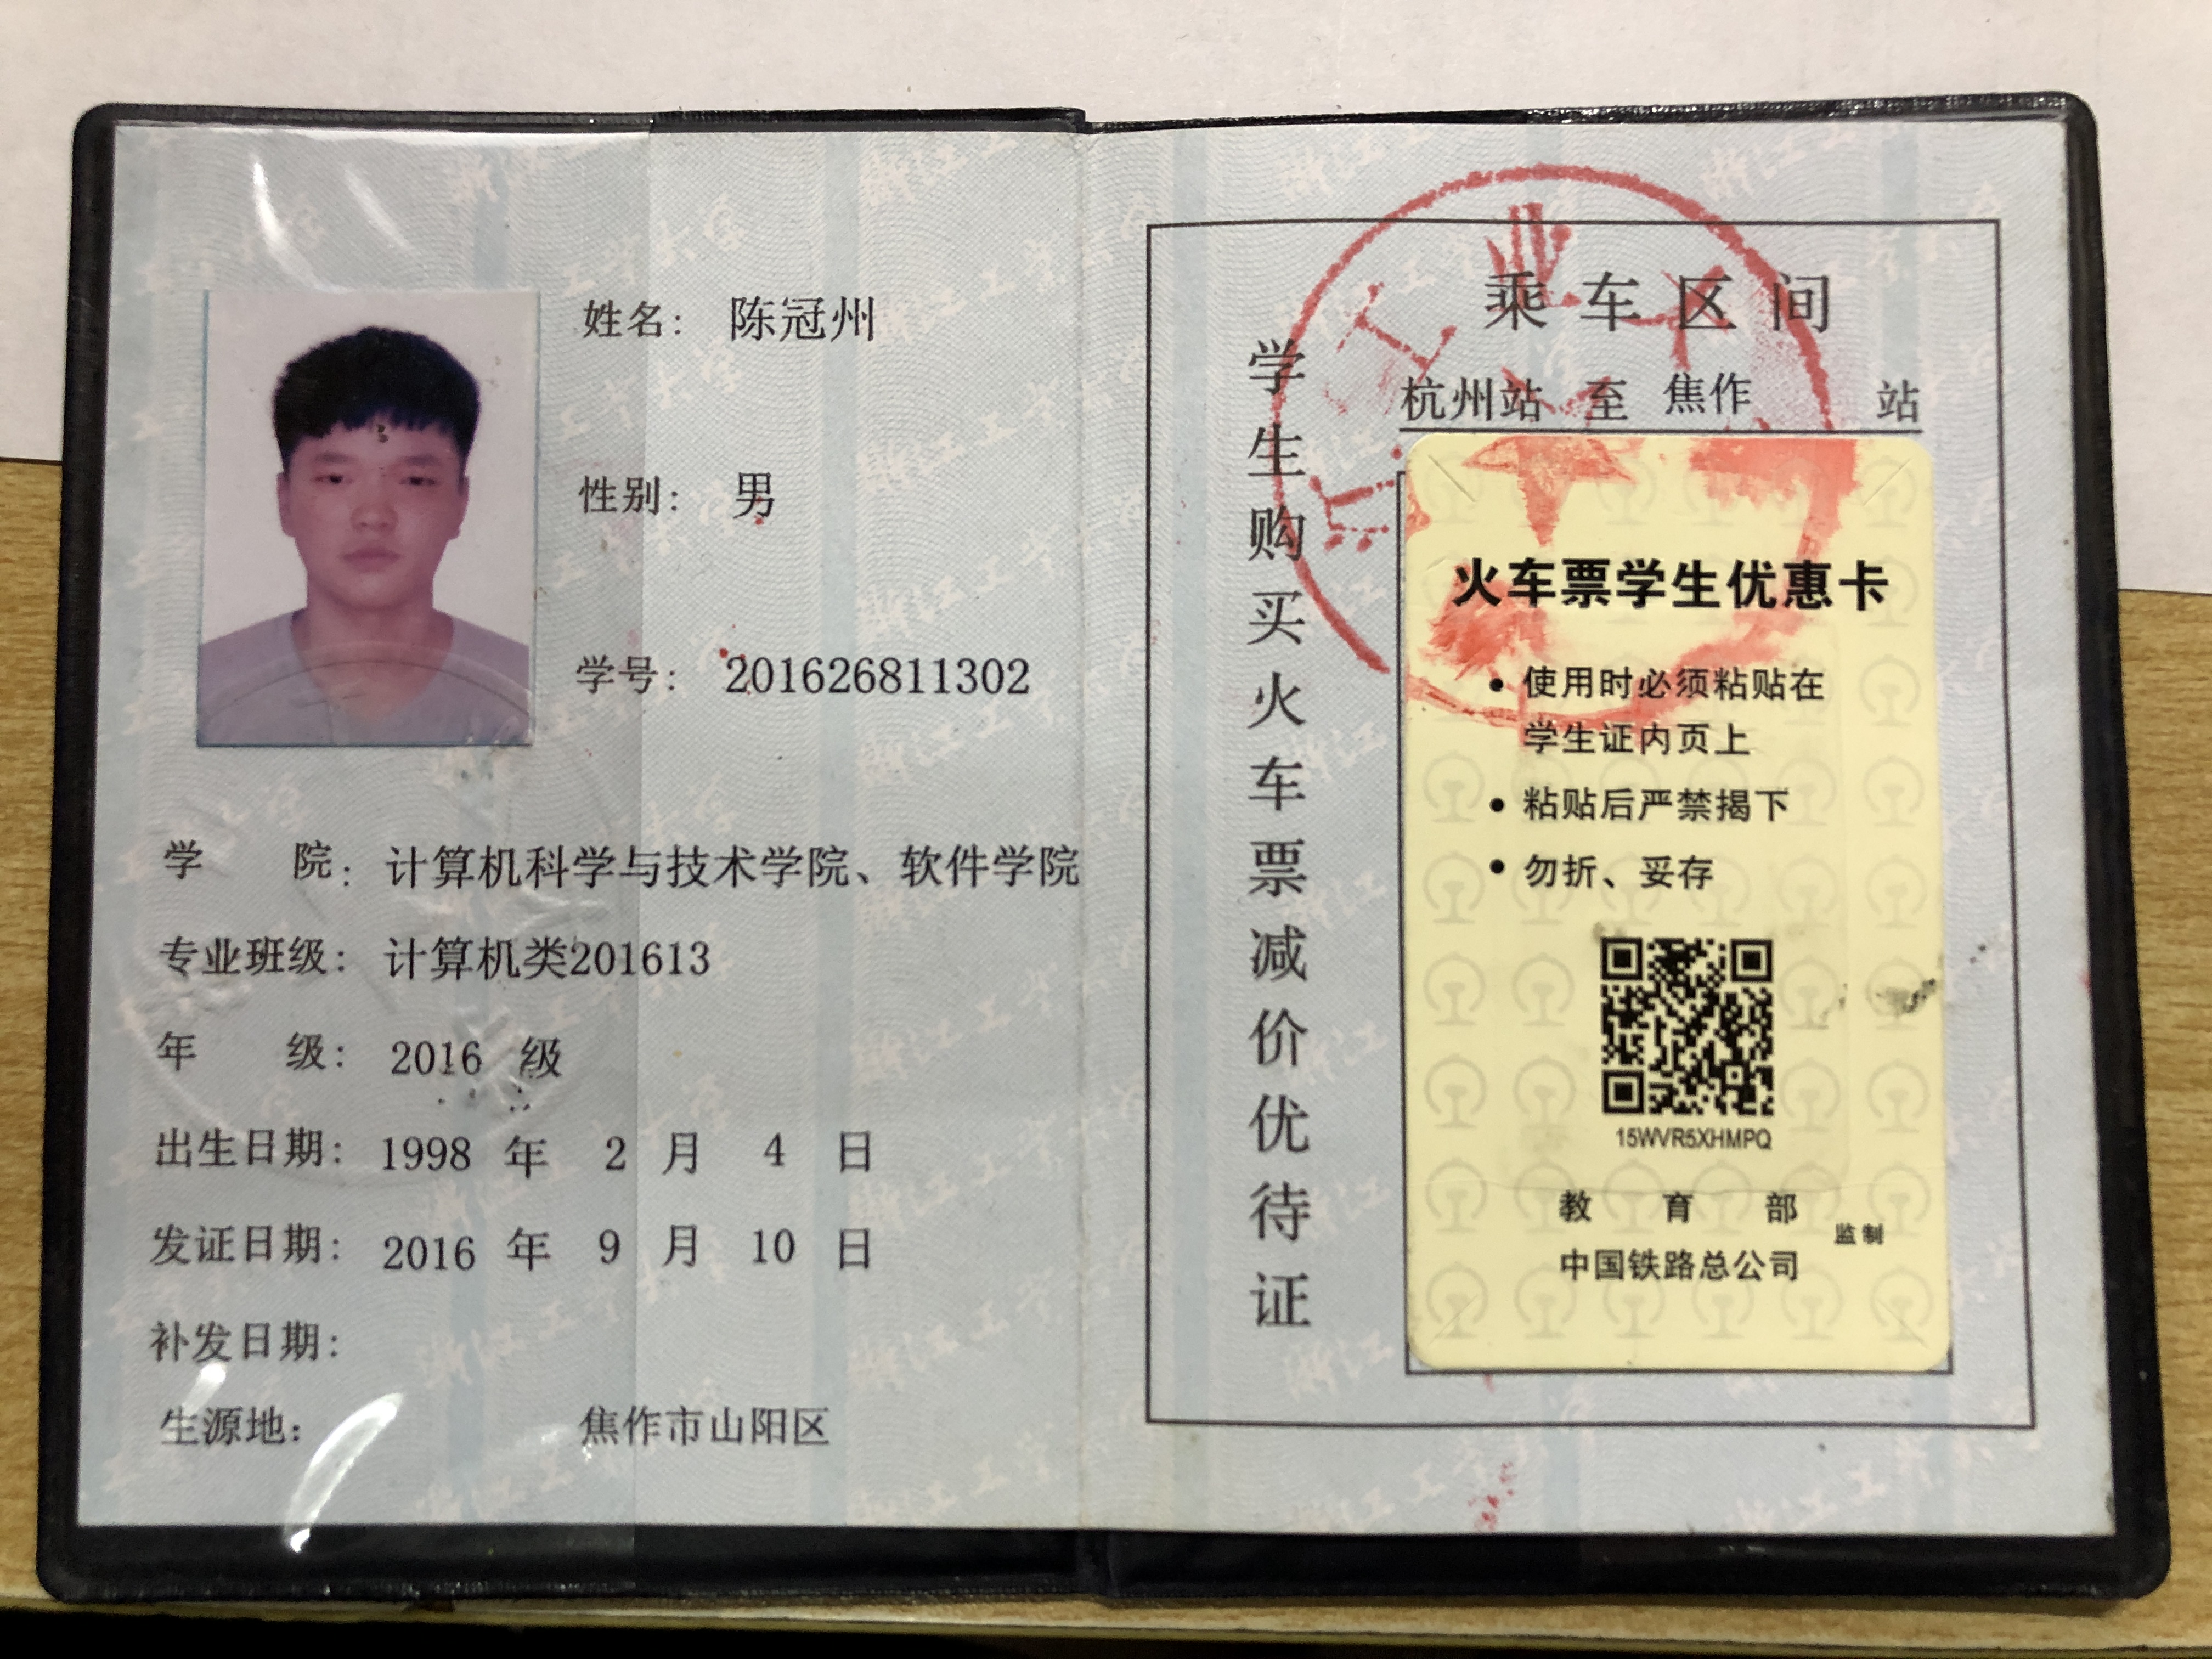 姓名： 陈冠州
性别： 男
学号： 201626811302
学 院： 计算机科学与技术学院、软件学院
专业班级： 计算机类201613
年 级： 2016 级
出生日期： 1998 年 2 月 4 日
发证日期： 2016 年 9 月 10 日
补发日期：
生源地： 焦作市山阳区
学生购买火车票减价优待证
乘车区间
杭州站 至 焦作 站
火车票学生优惠卡
• 使用时必须粘贴在
学生证内页上
• 粘贴后严禁揭下
• 勿折、妥存
15WVR5XHMPQ
教 育 部
监制
中国铁路总公司